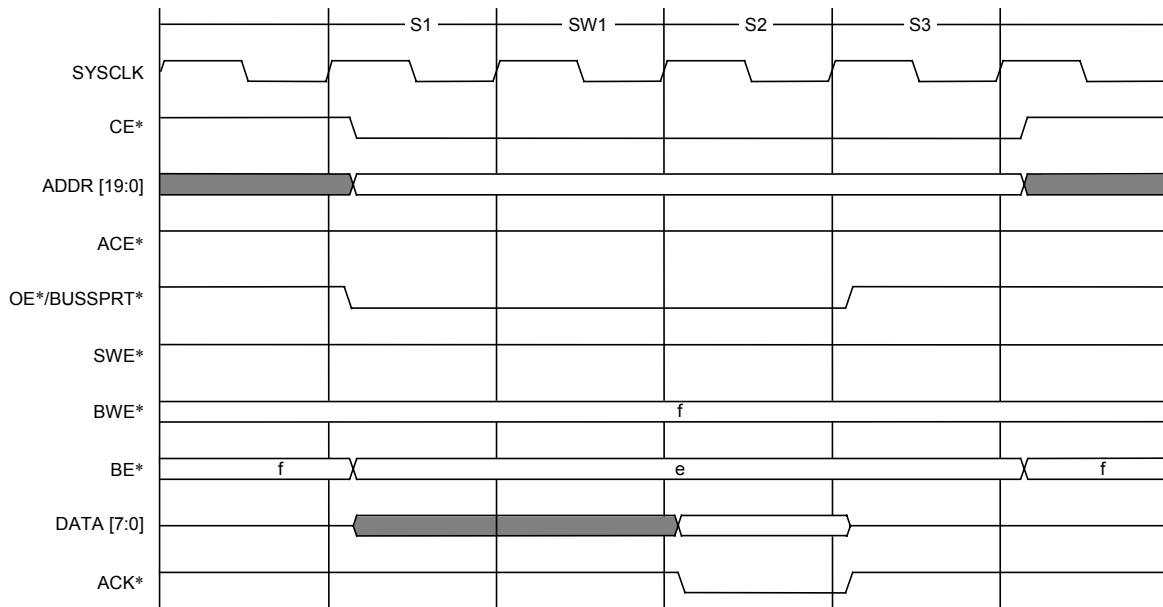 S1 SW1 S2 S3
SYSCLK
CE*
ADDR [19:0]
ACE*
OE*/BUSSPRT*
SWE*
BWE* f
BE* f e f
DATA [7:0]
ACK*